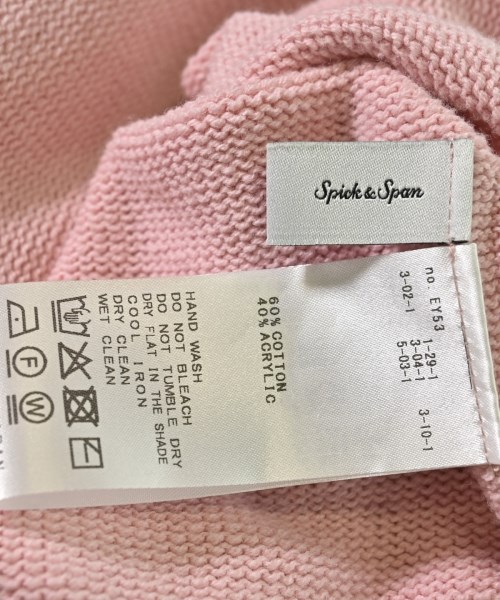 Spick & Span
no. EY53
3-02-1 1-29-1
3-04-1
5-03-1 3-10-1
60% COTTON
40% ACRYLIC
HAND WASH
DO NOT BLEACH
DO NOT TUMBLE DRY
DRY FLAT IN THE SHADE
COOL IRON
DRY CLEAN
WET CLEAN
F
W